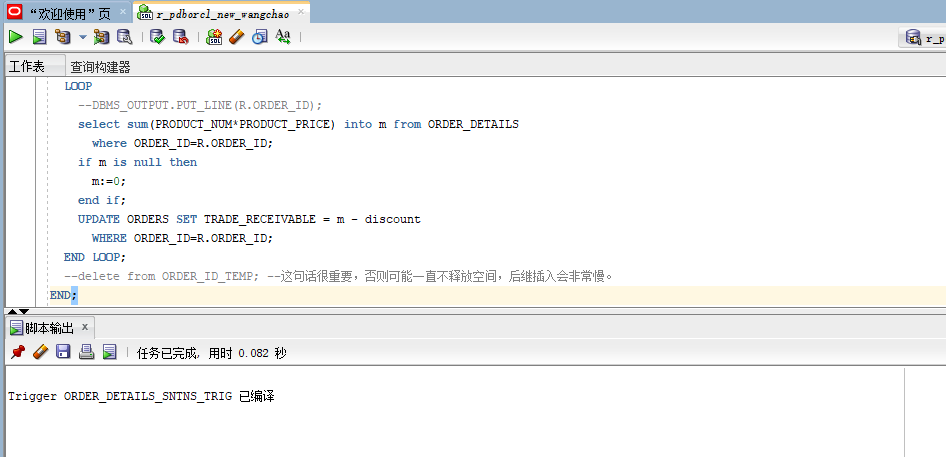 “欢迎使用”页
r_pdborcl_new_wangchao
r_p
工作表
查询构建器
LOOP
--DBMS_OUTPUT.PUT_LINE(R.ORDER_ID);
select sum(PRODUCT_NUM*PRODUCT_PRICE) into m from ORDER_DETAILS
where ORDER_ID=R.ORDER_ID;
if m is null then
m:=0;
end if;
UPDATE ORDERS SET TRADE_RECEIVABLE = m - discount
WHERE ORDER_ID=R.ORDER_ID;
END LOOP;
--delete from ORDER_ID_TEMP; --这句话很重要，否则可能一直不释放空间，后继插入会非常慢。
END;
脚本输出 x
任务已完成, 用时 0.082 秒
Trigger ORDER_DETAILS_SNTNS_TRIG 已编译